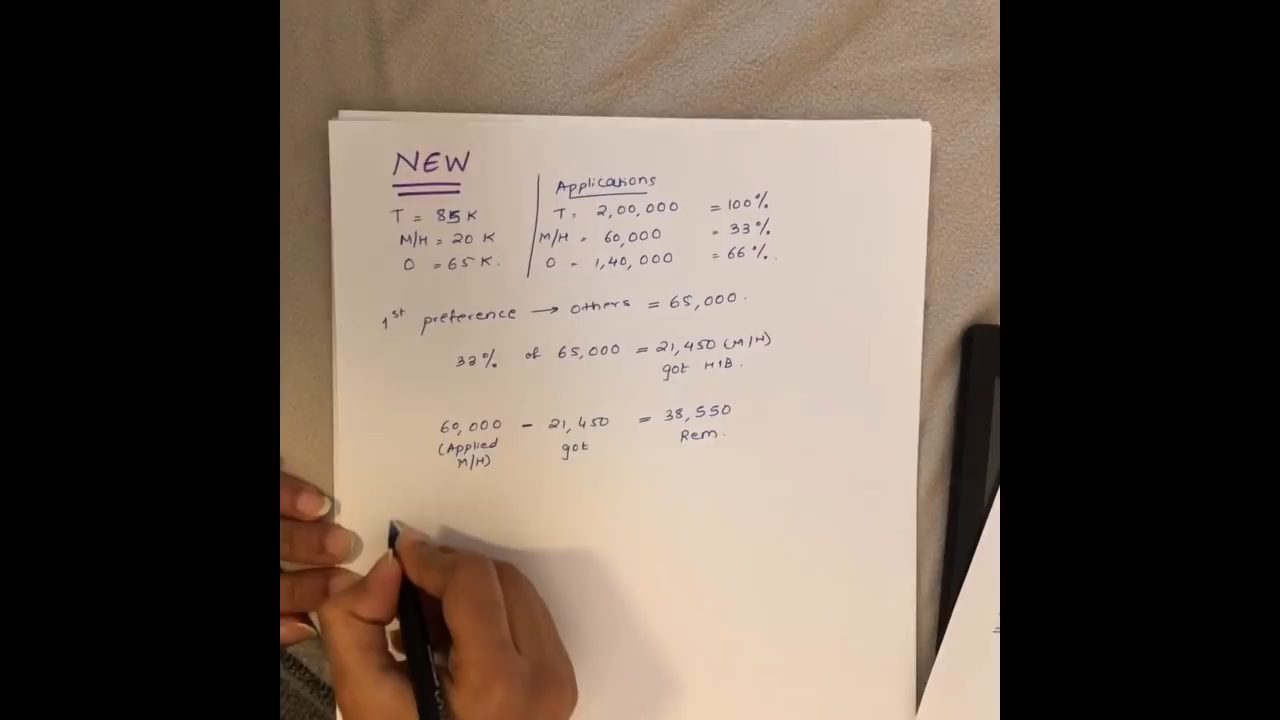 NEW
T = 85 K
M/H = 20 K
O = 65 K.
Applications
T = 2,00,000 = 100%
M/H = 60,000 = 33%
O = 1,40,000 = 66%.
1st preference → others = 65,000.
33% of 65,000 = 21,450 (M/H)
got H1B.
60,000 - 21,450 = 38,550
(Applied M/H) got Rem.